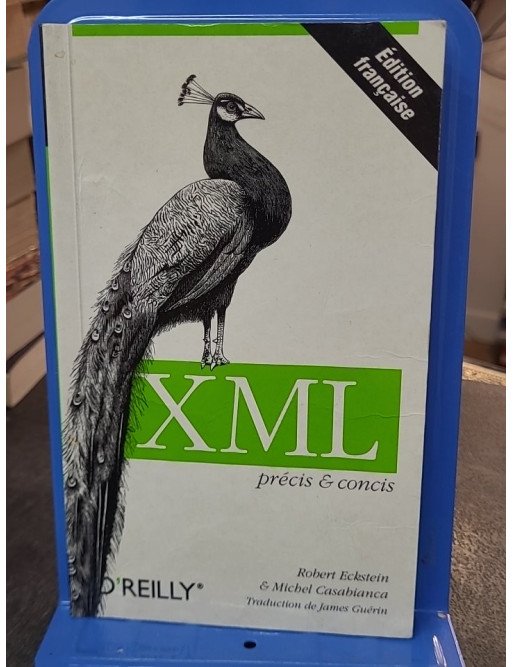 Édition
française
XML
précis & concis
Robert Eckstein
& Michel Casabianca
Traduction de James Guérin
O'REILLY®